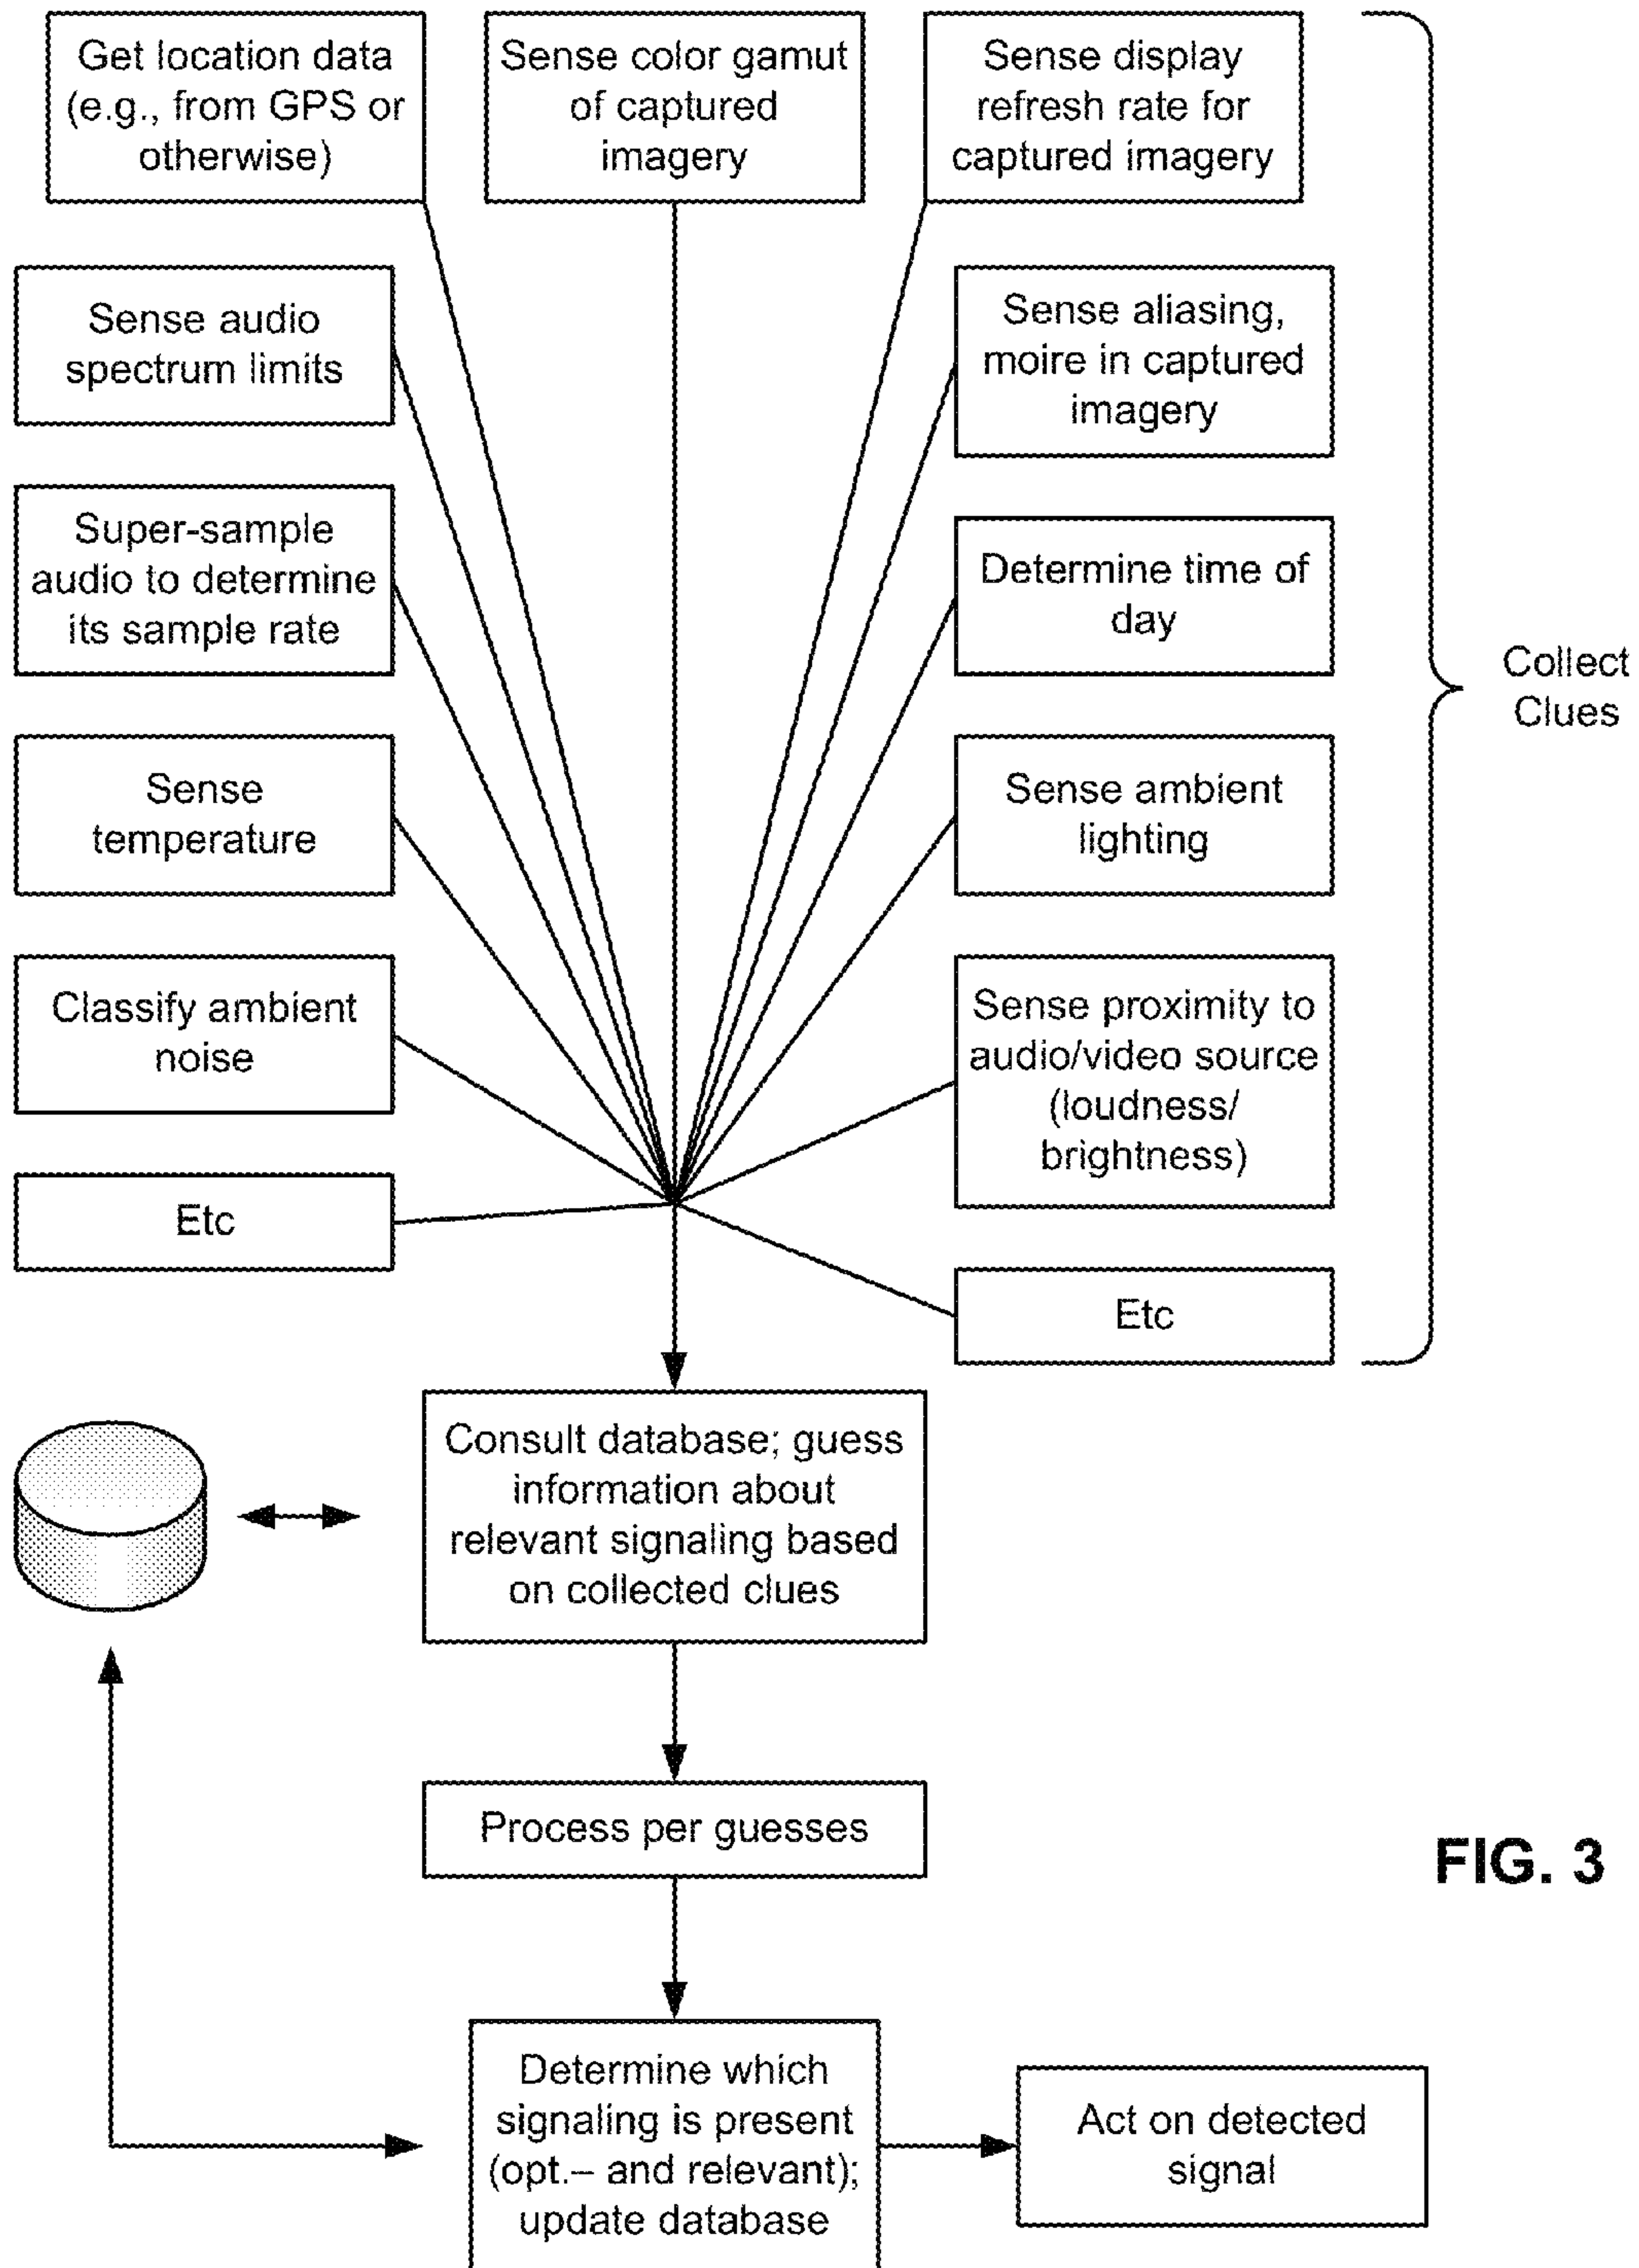 Get location data
(e.g., from GPS or
otherwise)
Sense color gamut
of captured
imagery
Sense display
refresh rate for
captured imagery
Sense audio
spectrum limits
Sense aliasing,
moire in captured
imagery
Super-sample
audio to determine
its sample rate
Determine time of
day
Collect
Clues
Sense
temperature
Sense ambient
lighting
Classify ambient
noise
Sense proximity to
audio/video source
(loudness/
brightness)
Etc
Etc
Consult database; guess
information about
relevant signaling based
on collected clues
Process per guesses
FIG. 3
Determine which
signaling is present
(opt.– and relevant);
update database
Act on detected
signal